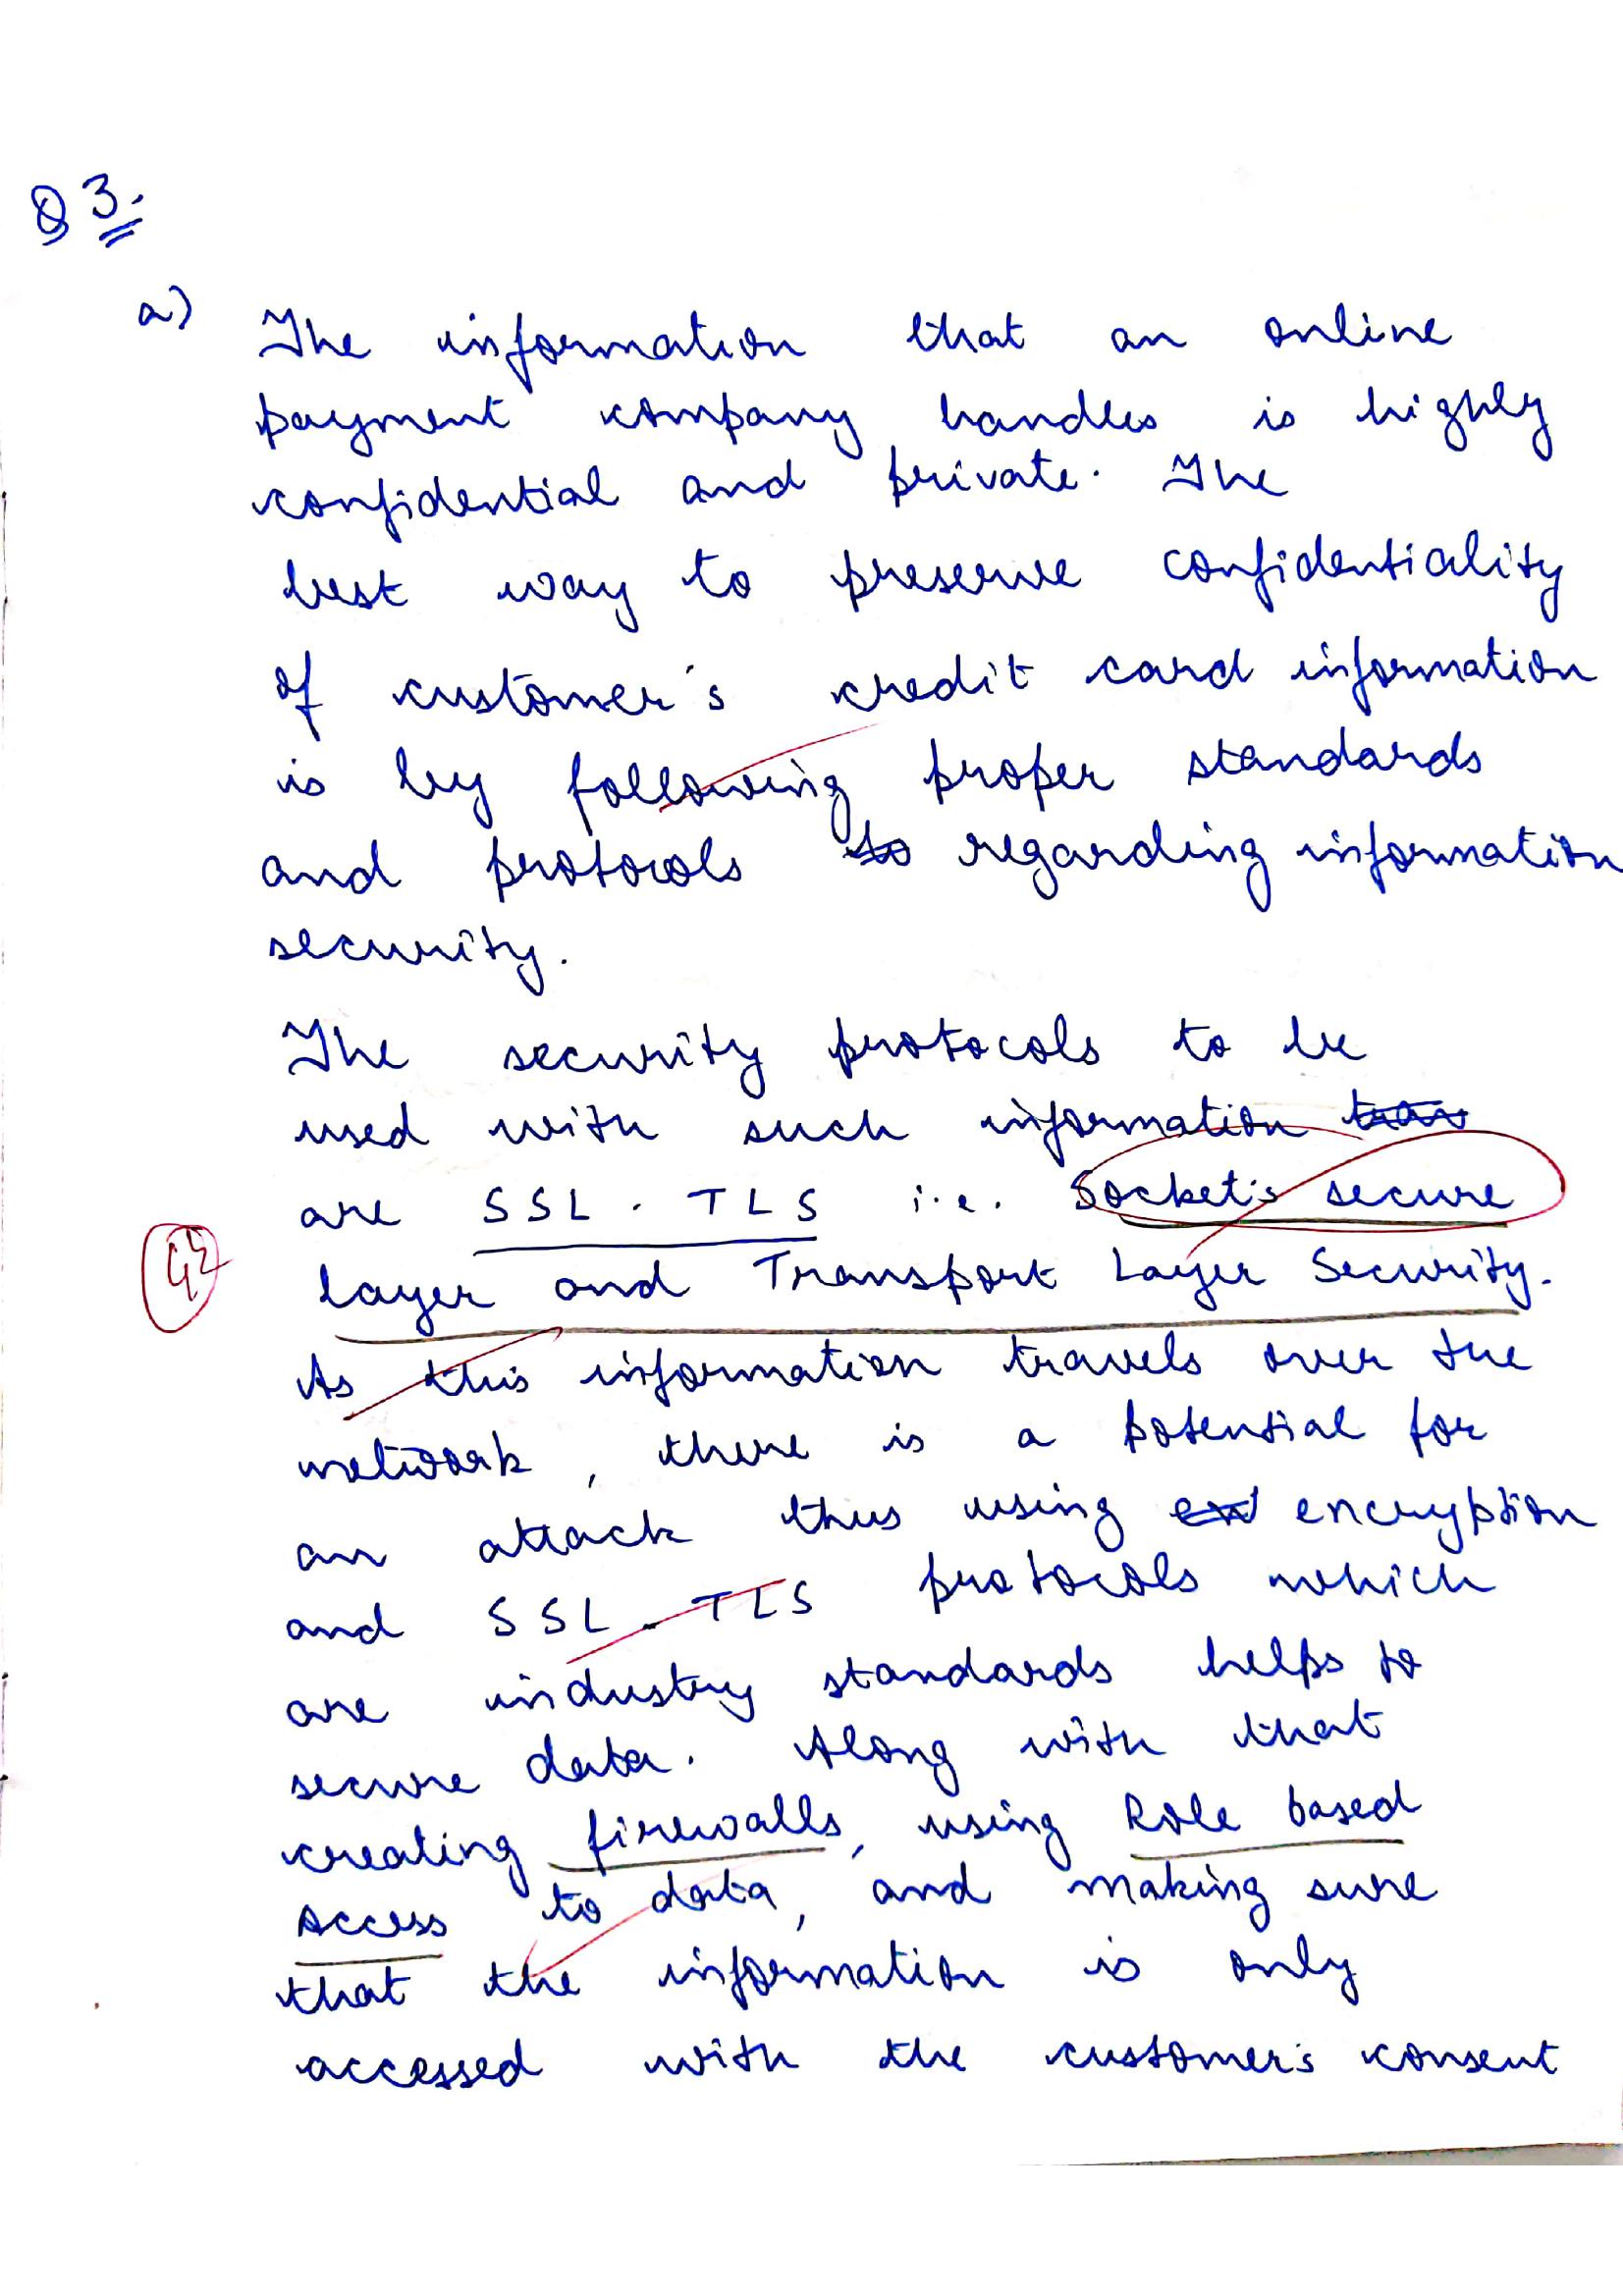 Q 3.
a) The information that an online
payment company handles is highly
confidential and private. The
best way to preserve confidentiality
of customer's credit card information
is by following proper standards
and protocols to regarding information
security.
The security protocols to be
used with such information
are SSL - TLS i.e. Socket's secure
layer and Transport Layer Security.
As this information travels over the
network, there is a potential for
an attack thus using encryption
and SSL - TLS protocols which
are industry standards helps to
secure data. Along with that
creating firewalls, using Role based
Access to data, and making sure
that the information is only
accessed with the customer's consent